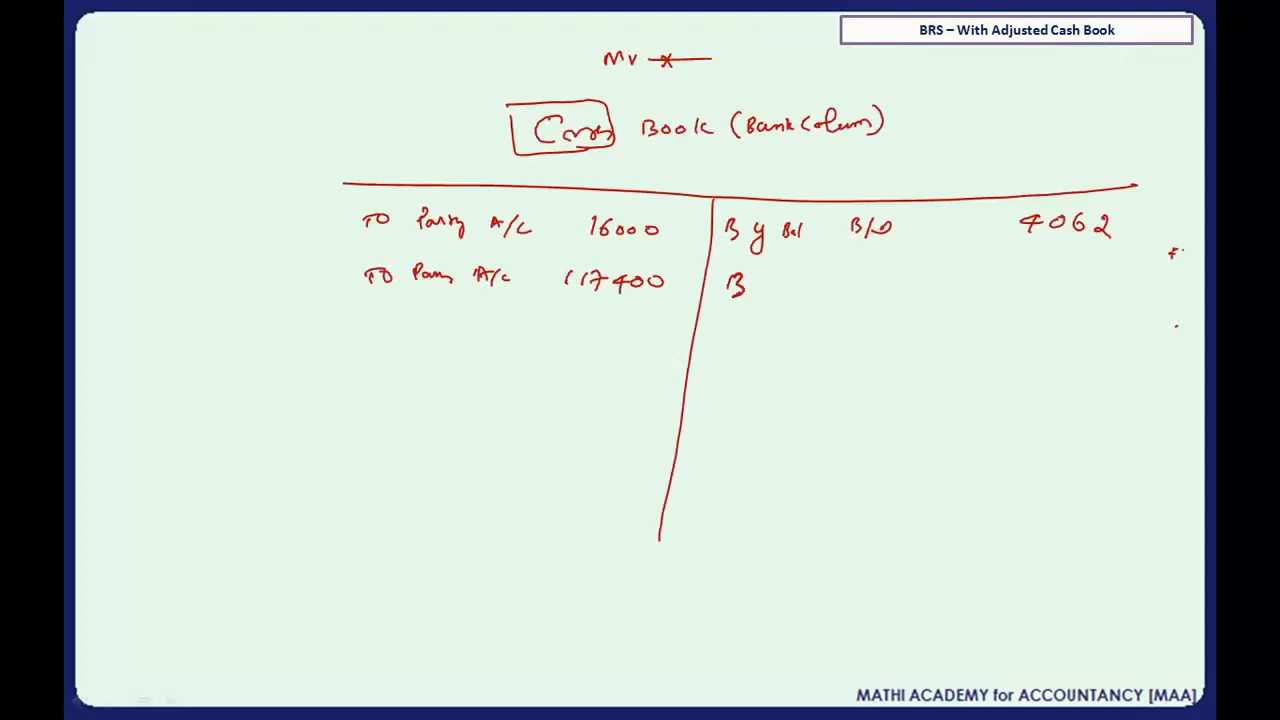 BRS – With Adjusted Cash Book
Mv
Cash Book (Bank Colum)
To Party A/C 16000 By Bal B/D 4062
To Party A/C 117400 B
MATHI ACADEMY for ACCOUNTANCY [MAA]